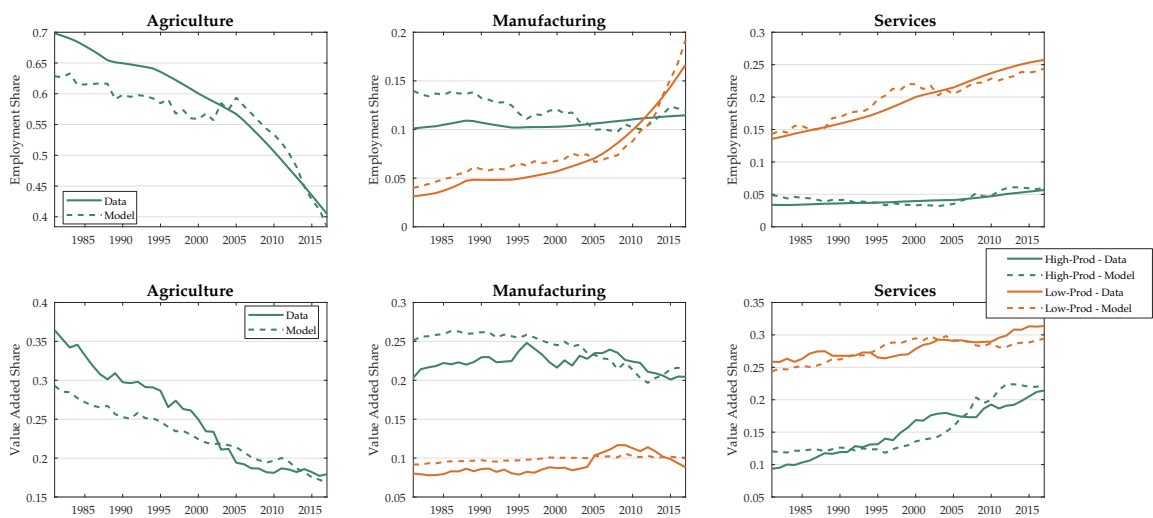 Agriculture
Employment Share
0.7
0.65
0.6
0.55
0.5
0.45
0.4
Data
Model
1985 1990 1995 2000 2005 2010 2015
Manufacturing
Employment Share
0.2
0.15
0.1
0.05
0
1985 1990 1995 2000 2005 2010 2015
Services
Employment Share
0.3
0.25
0.2
0.15
0.1
0.05
0
1985 1990 1995 2000 2005 2010 2015
High-Prod - Data
High-Prod - Model
Low-Prod - Data
Low-Prod - Model
Agriculture
Value Added Share
0.4
0.35
0.3
0.25
0.2
0.15
Data
Model
1985 1990 1995 2000 2005 2010 2015
Manufacturing
Value Added Share
0.3
0.25
0.2
0.15
0.1
0.05
1985 1990 1995 2000 2005 2010 2015
Services
Value Added Share
0.35
0.3
0.25
0.2
0.15
0.1
0.05
1985 1990 1995 2000 2005 2010 2015